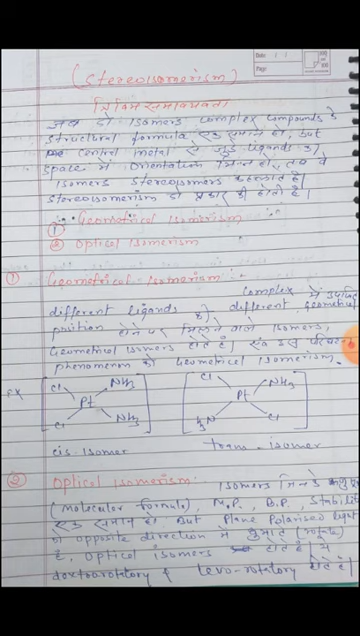 Date : / /
Page
(Stereoisomerism)
त्रिविम समावयवता
जब दो Isomers complex compounds के
structural formula एक समान हो, but
central metal से जुड़े ligands का
space में orientation भिन्न हो, तब वे
Isomers stereoisomers कहलाते है।
Stereoisomerism दो प्रकार की होती है।
① Geometrical Isomerism
② Optical Isomerism
① Geometrical Isomerism :-
Complex में उपस्थित
different ligands के different geometrical
position होने पर मिलने वाले isomers,
Geometrical isomers होते है। एवं इस
phenomenon को Geometrical Isomerism.
ex
Cl NH3 Pt Cl NH3
Cl NH3 Pt H3N Cl
cis-isomer trans-isomer
② Optical isomerism: Isomers जिनके
(molecular formula), M.P., B.P., Stability
एक समान हो. But Plane Polarised light
को opposite direction में घुमाते (rotate)
है, optical isomers होते है। ये
dextrorotatory & levo-rotatory होते है।